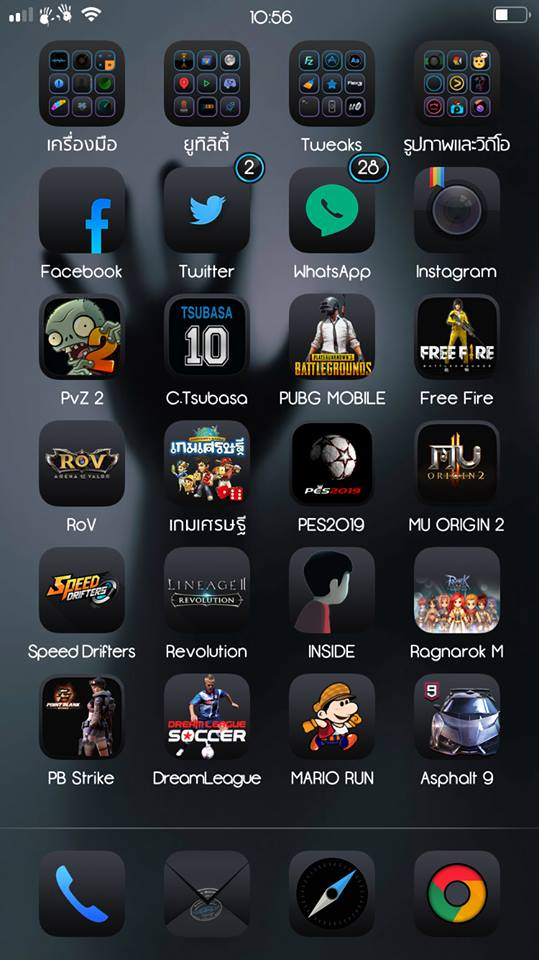 10:56
Fz
Aa
เครื่องมือ
ยูทิลิตี้
Tweaks
รูปภาพและวิดีโอ
2
28
Facebook
Twitter
WhatsApp
Instagram
2
TSUBASA
10
PLAYERUNKNOWN'S
BATTLEGROUNDS
FREE FIRE
BATTLEGROUNDS
PvZ 2
C.Tsubasa
PUBG MOBILE
Free Fire
RoV
ARENA OF VALOR
เกมเศรษฐี
PES2019
MU
ORIGIN 2
RoV
เกมเศรษฐี
PES2019
MU ORIGIN 2
SPEED
DRIFTERS
LINEAGE II
REVOLUTION
RAGNAROK
Speed Drifters
Revolution
INSIDE
Ragnarok M
POINT BLANK
DREAM LEAGUE
SOCCER
9
PB Strike
DreamLeague
MARIO RUN
Asphalt 9